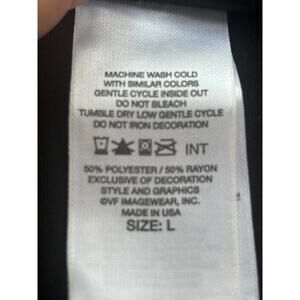 MACHINE WASH COLD
WITH SIMILAR COLORS
GENTLE CYCLE INSIDE OUT
DO NOT BLEACH
TUMBLE DRY LOW GENTLE CYCLE
DO NOT IRON DECORATION
INT
50% POLYESTER / 50% RAYON
EXCLUSIVE OF DECORATION
STYLE AND GRAPHICS
©VF IMAGEWEAR, INC.
MADE IN USA
SIZE: L